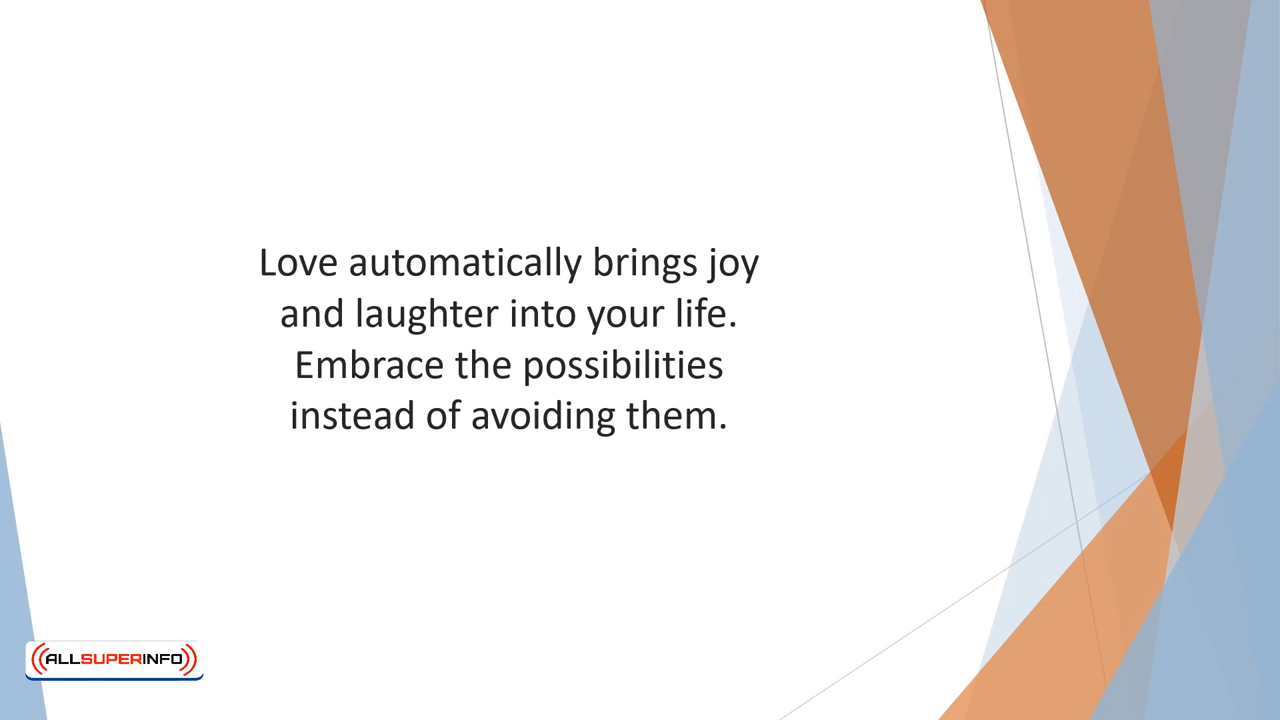 Love automatically brings joy
and laughter into your life.
Embrace the possibilities
instead of avoiding them.
ALLSUPERINFO